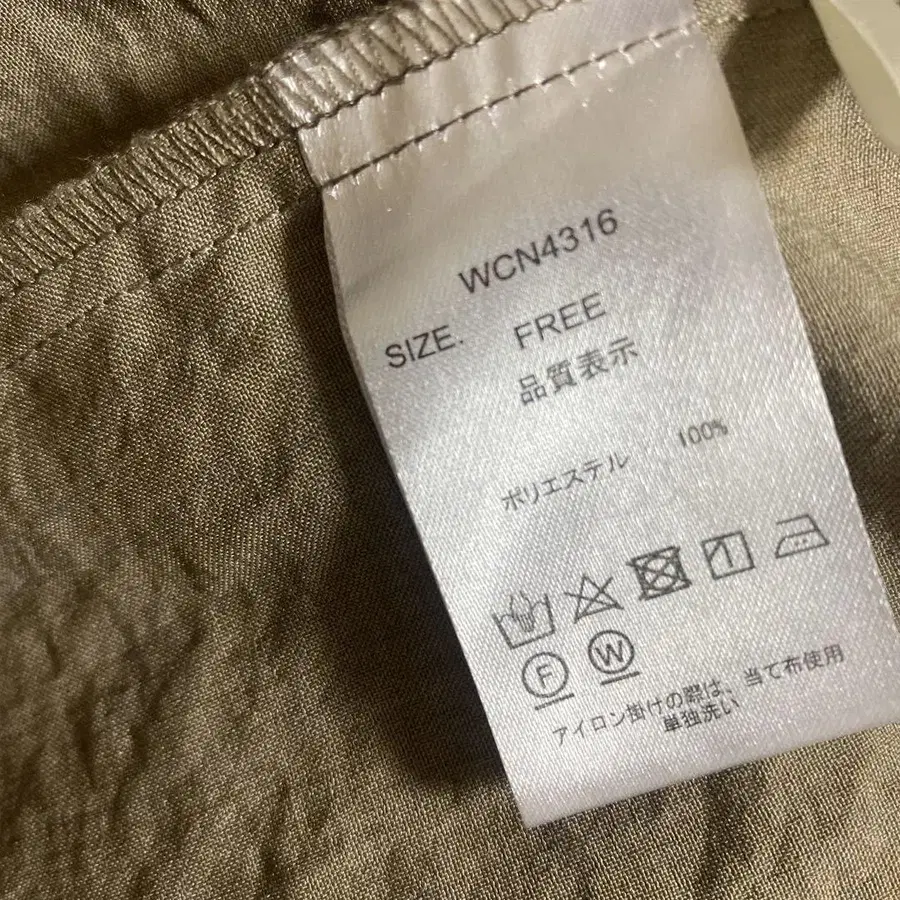 WCN4316
SIZE. FREE
品質表示
ポリエステル 100%
F W
アイロン掛けの際は、当て布使用
単独洗い